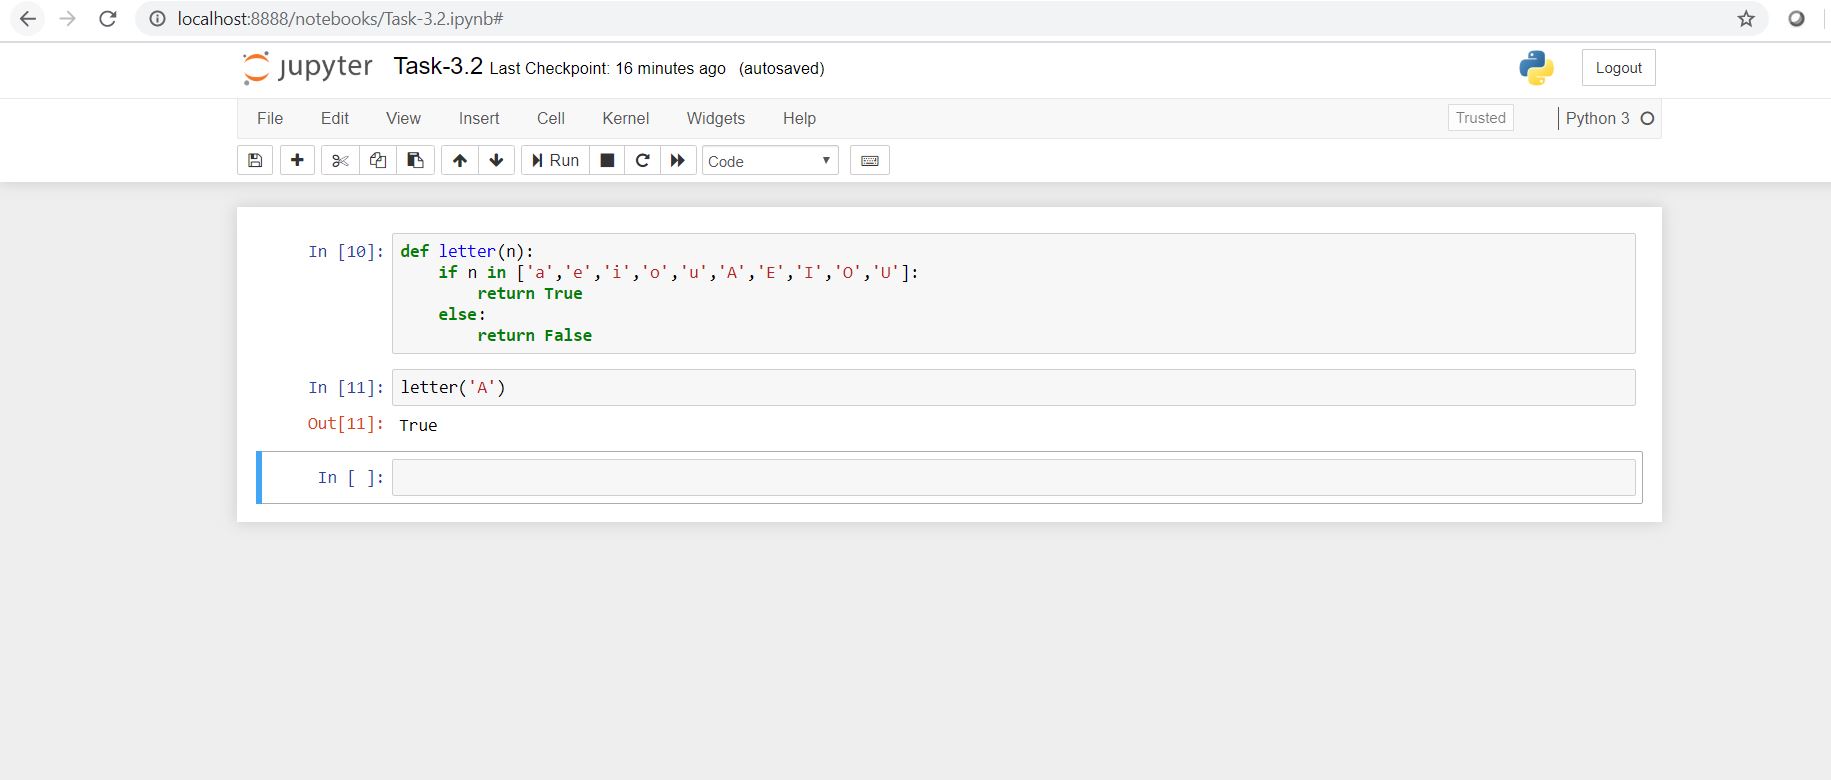 localhost:8888/notebooks/Task-3.2.ipynb#
jupyter Task-3.2 Last Checkpoint: 16 minutes ago (autosaved) Logout
File Edit View Insert Cell Kernel Widgets Help Trusted Python 3
Run Code
In [10]: def letter(n):
    if n in ['a','e','i','o','u','A','E','I','O','U']:
        return True
    else:
        return False
In [11]: letter('A')
Out[11]: True
In [ ]: